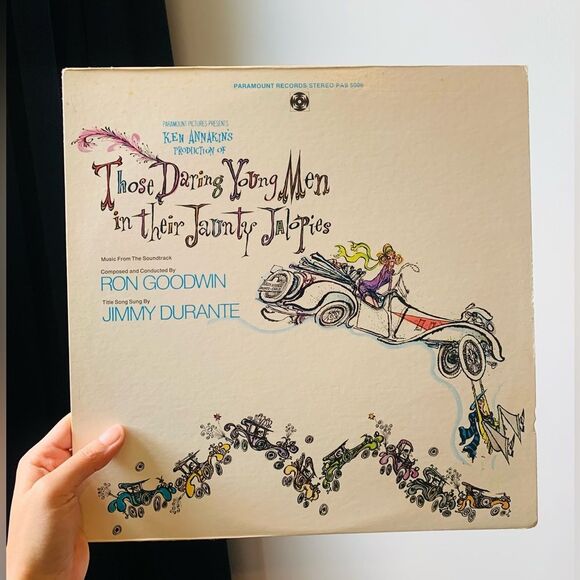 PARAMOUNT RECORDS STEREO PAS 5006
PARAMOUNT PICTURES PRESENTS
KEN ANNAKIN'S
PRODUCTION OF
Those Daring Young Men
in their Jaunty Jalopies
Music From The Soundtrack
Composed and Conducted By
RON GOODWIN
Title Song Sung By
JIMMY DURANTE